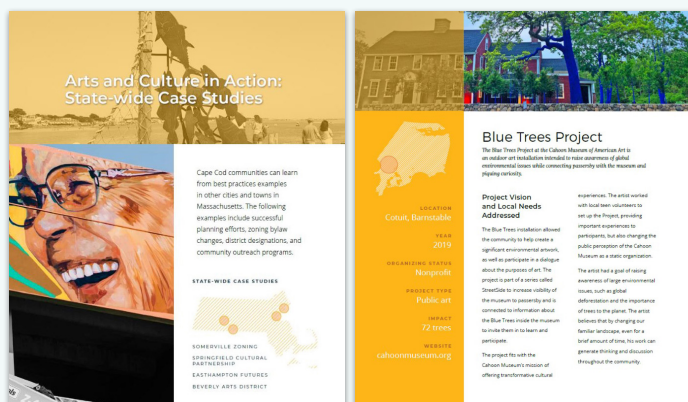 Arts and Culture in Action:
State-wide Case Studies
Cape Cod communities can learn
from best practices examples
in other cities and towns in
Massachusetts. The following
examples include successful
planning efforts, zoning bylaw
changes, district designations, and
community outreach programs.
STATE-WIDE CASE STUDIES
SOMERVILLE ZONING
SPRINGFIELD CULTURAL
PARTNERSHIP
EASTHAMPTON FUTURES
BEVERLY ARTS DISTRICT
LOCATION
Cotuit, Barnstable
YEAR
2019
ORGANIZING STATUS
Nonprofit
PROJECT TYPE
Public art
IMPACT
72 trees
WEBSITE
cahoonmuseum.org
Blue Trees Project
The Blue Trees Project at the Cahoon Museum of American Art is
an outdoor art installation intended to raise awareness of global
environmental issues while connecting passersby with the museum and
piquing curiosity.
Project Vision
and Local Needs
Addressed
The Blue Trees installation allowed
the community to help create a
significant environmental artwork,
as well as participate in a dialogue
about the purposes of art. The
project is part of a series called
StreetSide to increase visibility of
the museum to passersby and is
connected to information about
the Blue Trees inside the museum
to invite them in to learn and
participate.
The project fits with the
Cahoon Museum's mission of
offering transformative cultural
experiences. The artist worked
with local teen volunteers to
set up the Project, providing
important experiences to
participants, but also changing the
public perception of the Cahoon
Museum as a static organization.
The artist had a goal of raising
awareness of large environmental
issues, such as global
deforestation and the importance
of trees to the planet. The artist
believes that by changing our
familiar landscape, even for a
brief amount of time, his work can
generate thinking and discussion
throughout the community.